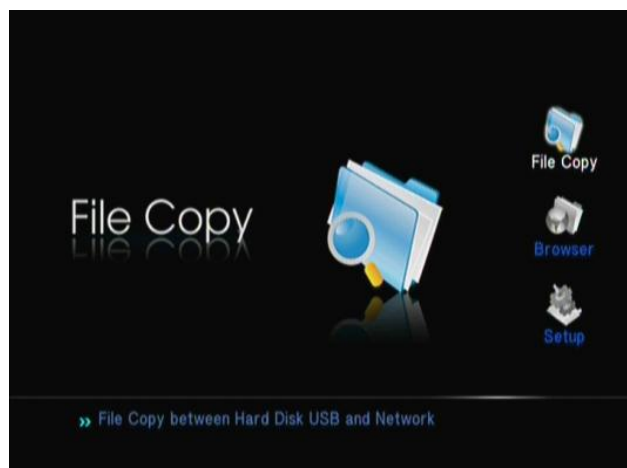 File Copy
File Copy
Browser
Setup
» File Copy between Hard Disk USB and Network